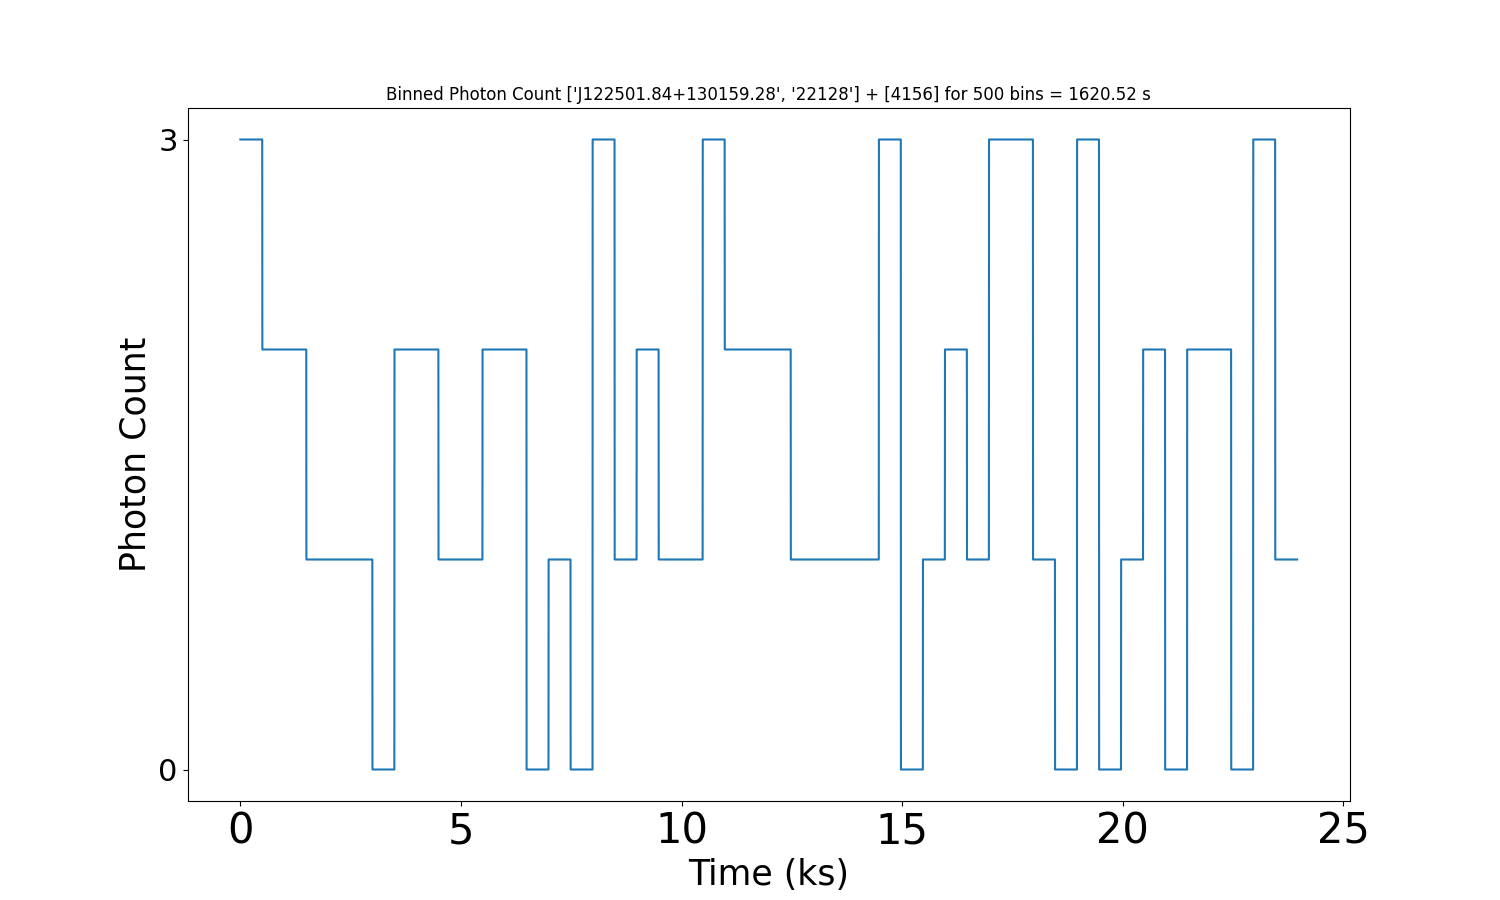 Binned Photon Count ['J122501.84+130159.28', '22128'] + [4156] for 500 bins = 1620.52 s
3
Photon Count
0
0 5 10 15 20 25
Time (ks)